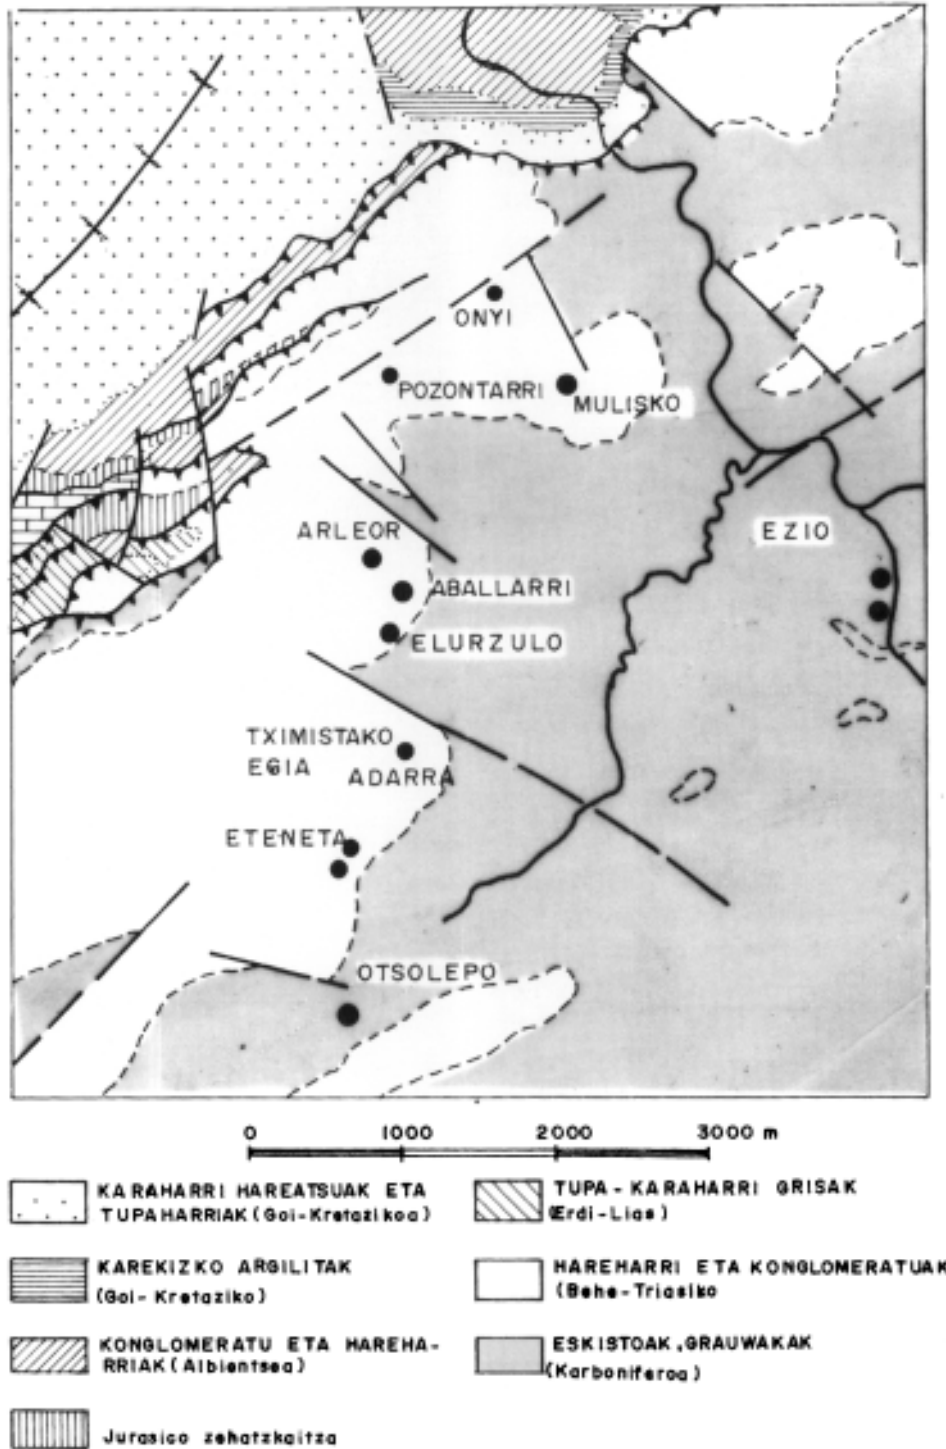 ONYI
POZONTARRI
MULISKO
ARLEOR
EZIO
ABALLARRI
ELURZULO
TXIMISTAKO
EGIA
ADARRA
ETENETA
OTSOLEPO
0 1000 2000 3000 m
KARAHARRI HAREATSUAK ETA
TUPAHARRIAK (Goi-Kretazikoa)
KAREKIZKO ARGILITAK
(Goi-Kretaziko)
KONGLOMERATU ETA HAREHA-
RRIAK (Albientsea)
Jurasico zehatzkaitza
TUPA-KARAHARRI GRISAK
(Erdi-Lias)
HAREHARRI ETA KONGLOMERATUAK
(Behe-Triasiko
ESKISTOAK, GRAUWAKAK
(Karboniferoa)